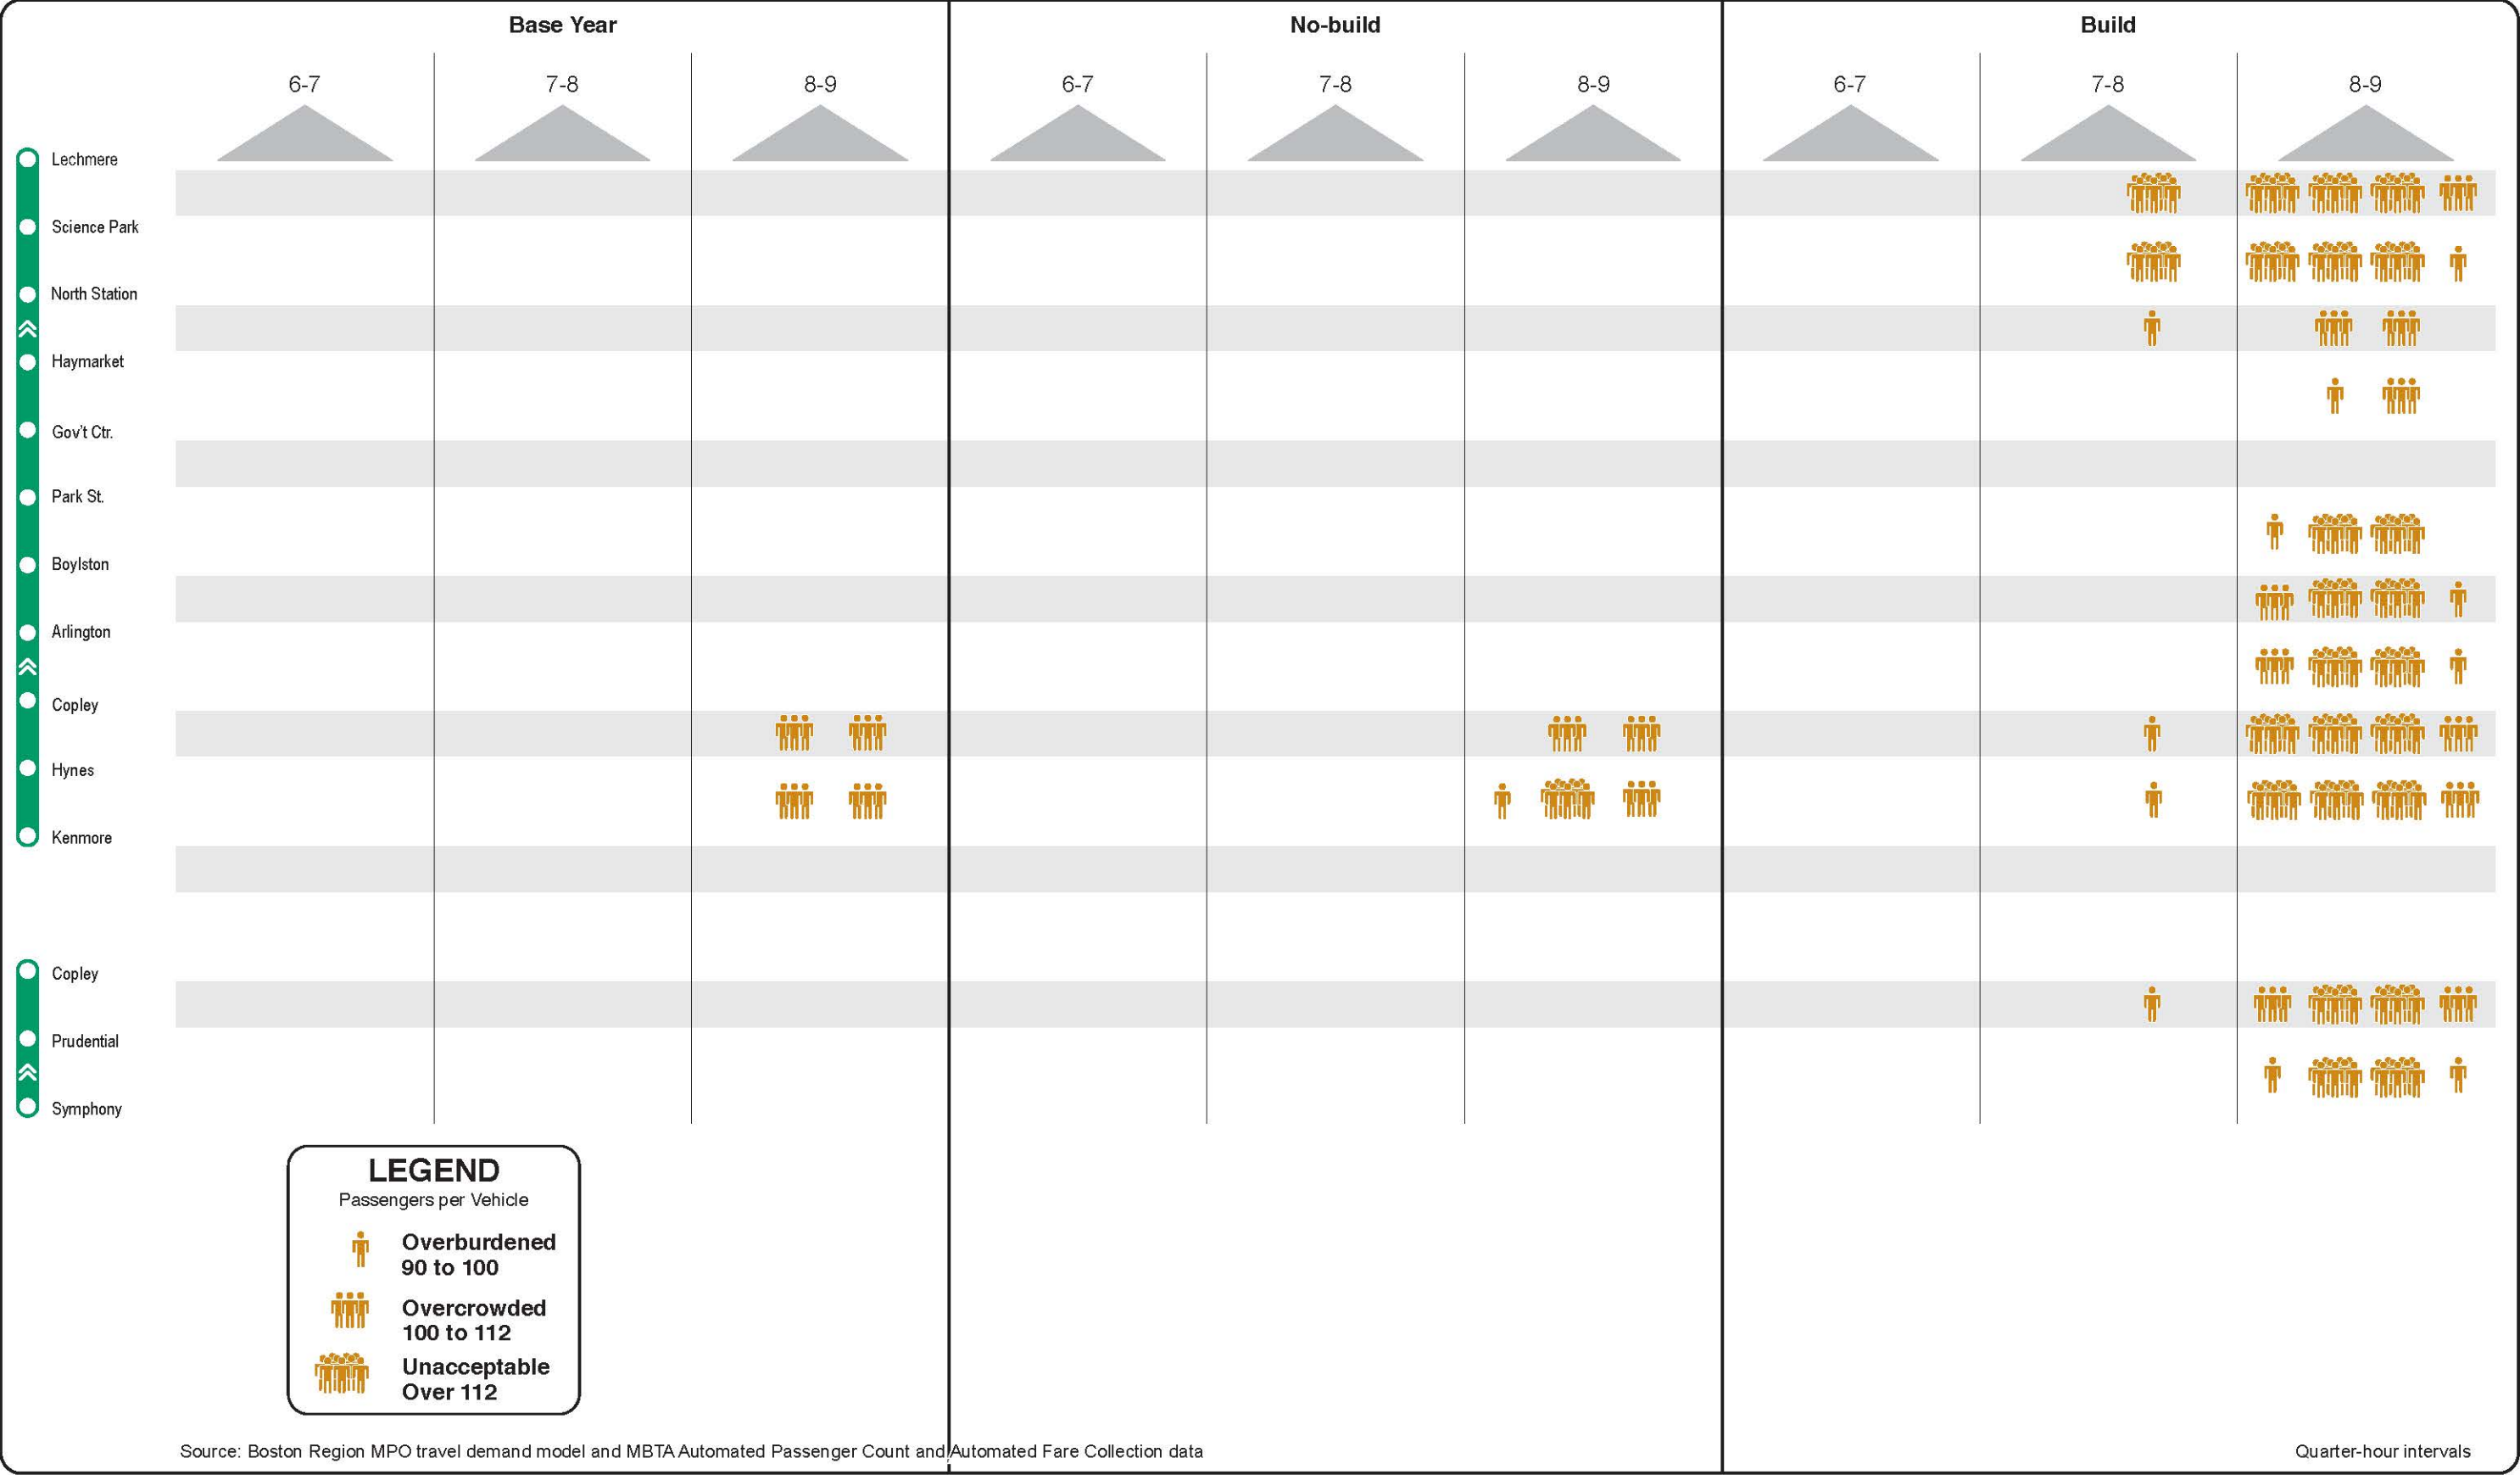 Base Year
No-build
Build
6-7
7-8
8-9
6-7
7-8
8-9
6-7
7-8
8-9
Lechmere
Science Park
North Station
Haymarket
Gov't Ctr.
Park St.
Boylston
Arlington
Copley
Hynes
Kenmore
Copley
Prudential
Symphony
LEGEND
Passengers per Vehicle
Overburdened
90 to 100
Overcrowded
100 to 112
Unacceptable
Over 112
Source: Boston Region MPO travel demand model and MBTA Automated Passenger Count and Automated Fare Collection data
Quarter-hour intervals